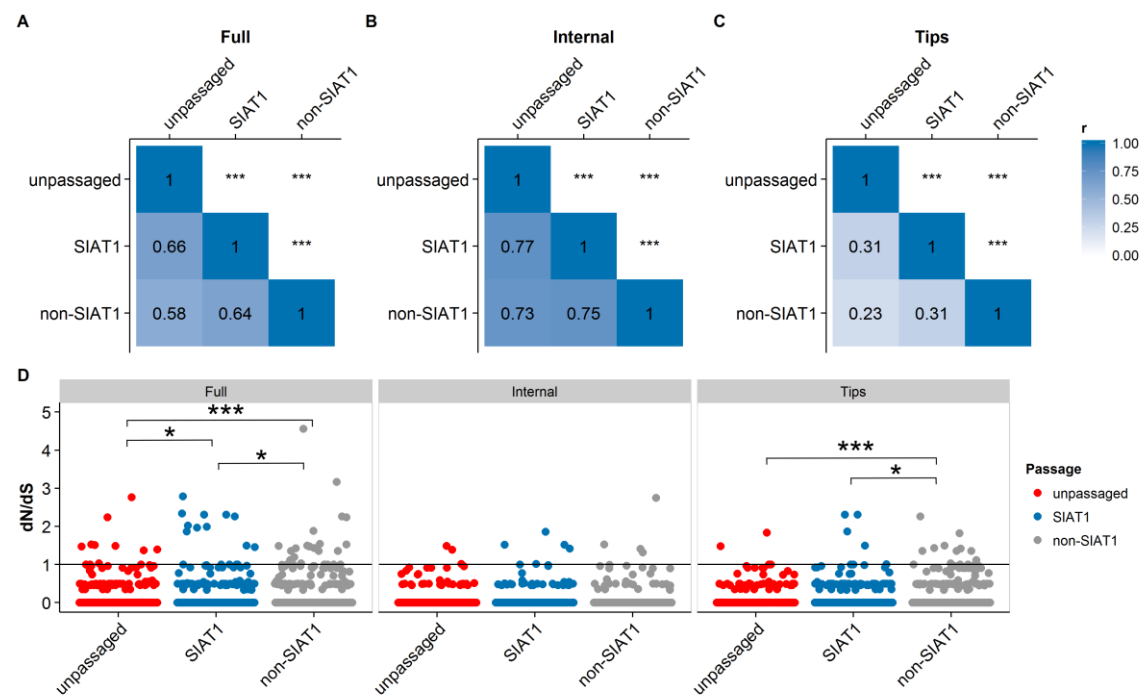 A
B
C
Full
Internal
Tips
unpassaged
SIAT1
non-SIAT1
unpassaged
SIAT1
non-SIAT1
unpassaged
SIAT1
non-SIAT1
r
unpassaged
1
***
***
unpassaged
1
***
***
unpassaged
1
***
***
1.00
0.75
0.50
0.25
0.00
SIAT1
0.66
1
***
SIAT1
0.77
1
***
SIAT1
0.31
1
***
non-SIAT1
0.58
0.64
1
non-SIAT1
0.73
0.75
1
non-SIAT1
0.23
0.31
1
D
Full
Internal
Tips
dN/dS
5
4
3
2
1
0
***
*
*
***
*
Passage
unpassaged
SIAT1
non-SIAT1
unpassaged
SIAT1
non-SIAT1
unpassaged
SIAT1
non-SIAT1
unpassaged
SIAT1
non-SIAT1